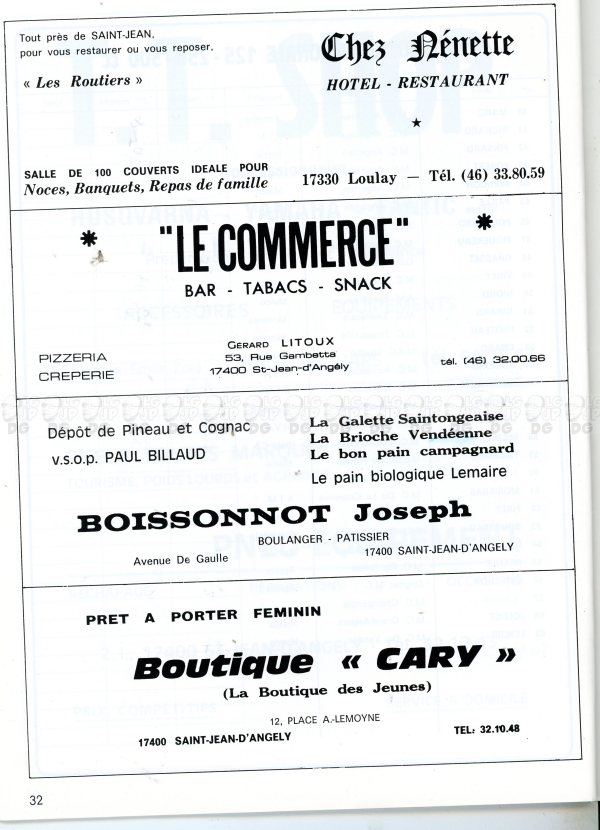 Tout près de SAINT-JEAN,
pour vous restaurer ou vous reposer.
« Les Routiers »
Chez Nénette
HOTEL - RESTAURANT
★
SALLE DE 100 COUVERTS IDEALE POUR
Noces, Banquets, Repas de famille
17330 Loulay — Tél. (46) 33.80.59
"LE COMMERCE"
BAR - TABACS - SNACK
PIZZERIA
CREPERIE
GERARD LITOUX
53, Rue Gambetta
17400 St-Jean-d'Angély
tél. (46) 32.00.66
Dépôt de Pineau et Cognac
v.s.o.p. PAUL BILLAUD
La Galette Saintongeaise
La Brioche Vendéenne
Le bon pain campagnard
Le pain biologique Lemaire
BOISSONNOT Joseph
BOULANGER - PATISSIER
Avenue De Gaulle
17400 SAINT-JEAN-D'ANGELY
PRET A PORTER FEMININ
Boutique « CARY »
(La Boutique des Jeunes)
12, PLACE A.-LEMOYNE
17400 SAINT-JEAN-D'ANGELY
TEL: 32.10.48
32